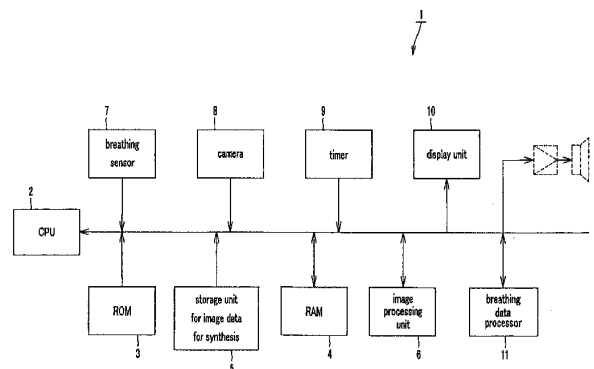 1
7
8
9
10
breathing
sensor
camera
timer
display unit
2
CPU
ROM
storage unit
for image data
for synthesis
RAM
image
processing
unit
breathing
data
processor
3
5
4
6
11